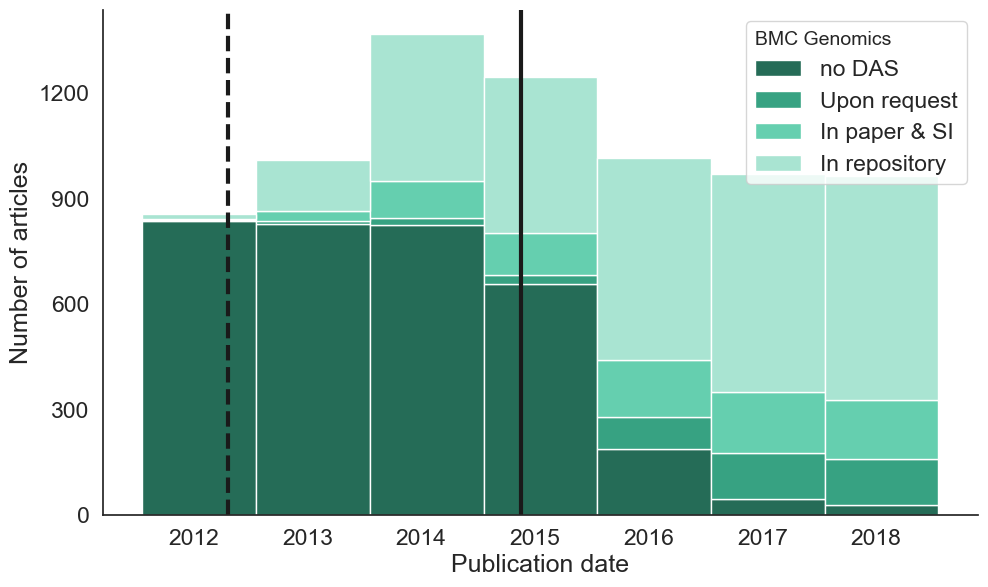 BMC Genomics
no DAS
Upon request
In paper & SI
In repository
1200
900
600
300
0
Number of articles
2012 2013 2014 2015 2016 2017 2018
Publication date